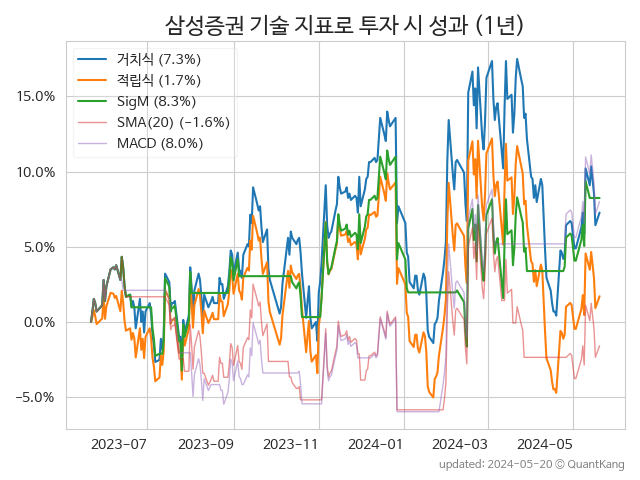 삼성증권 기술 지표로 투자 시 성과 (1년)
거치식 (7.3%)
적립식 (1.7%)
SigM (8.3%)
SMA(20) (−1.6%)
MACD (8.0%)
15.0%
10.0%
5.0%
0.0%
−5.0%
2023-07 2023-09 2023-11 2024-01 2024-03 2024-05
updated: 2024-05-20 © QuantKang